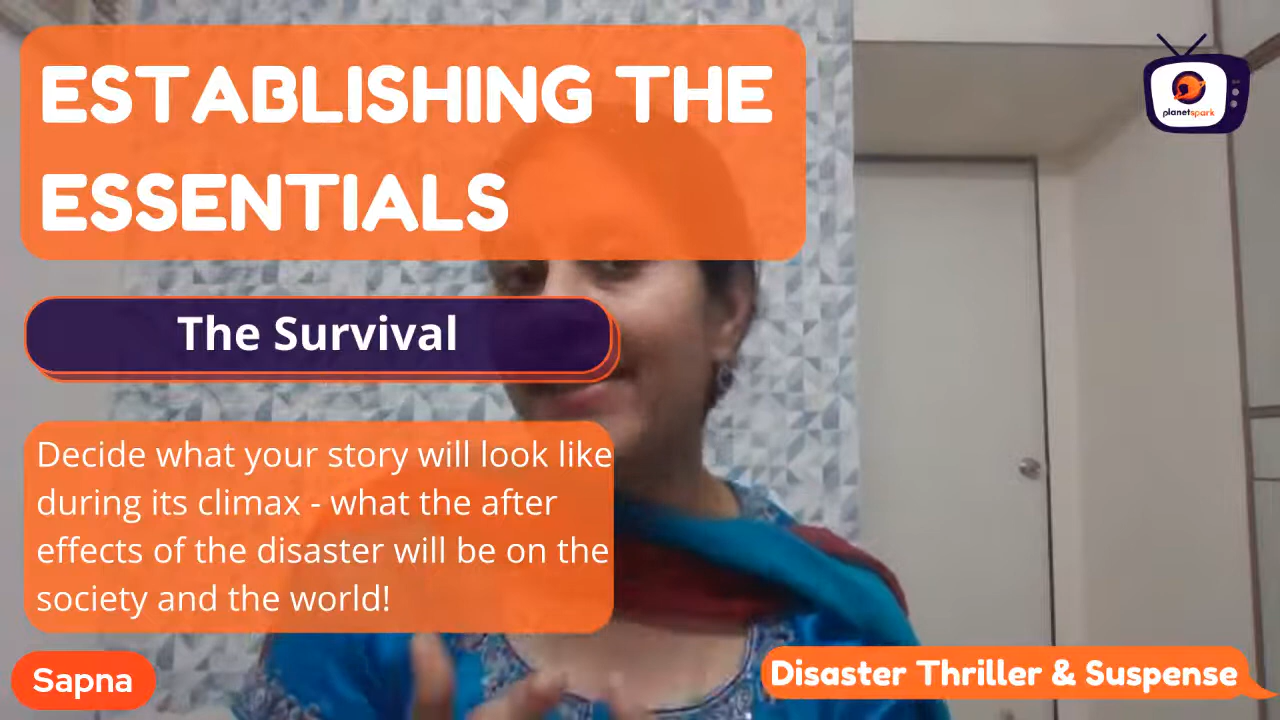 ESTABLISHING THE
ESSENTIALS
planetspark
The Survival
Decide what your story will look like
during its climax - what the after
effects of the disaster will be on the
society and the world!
Sapna
Disaster Thriller & Suspense